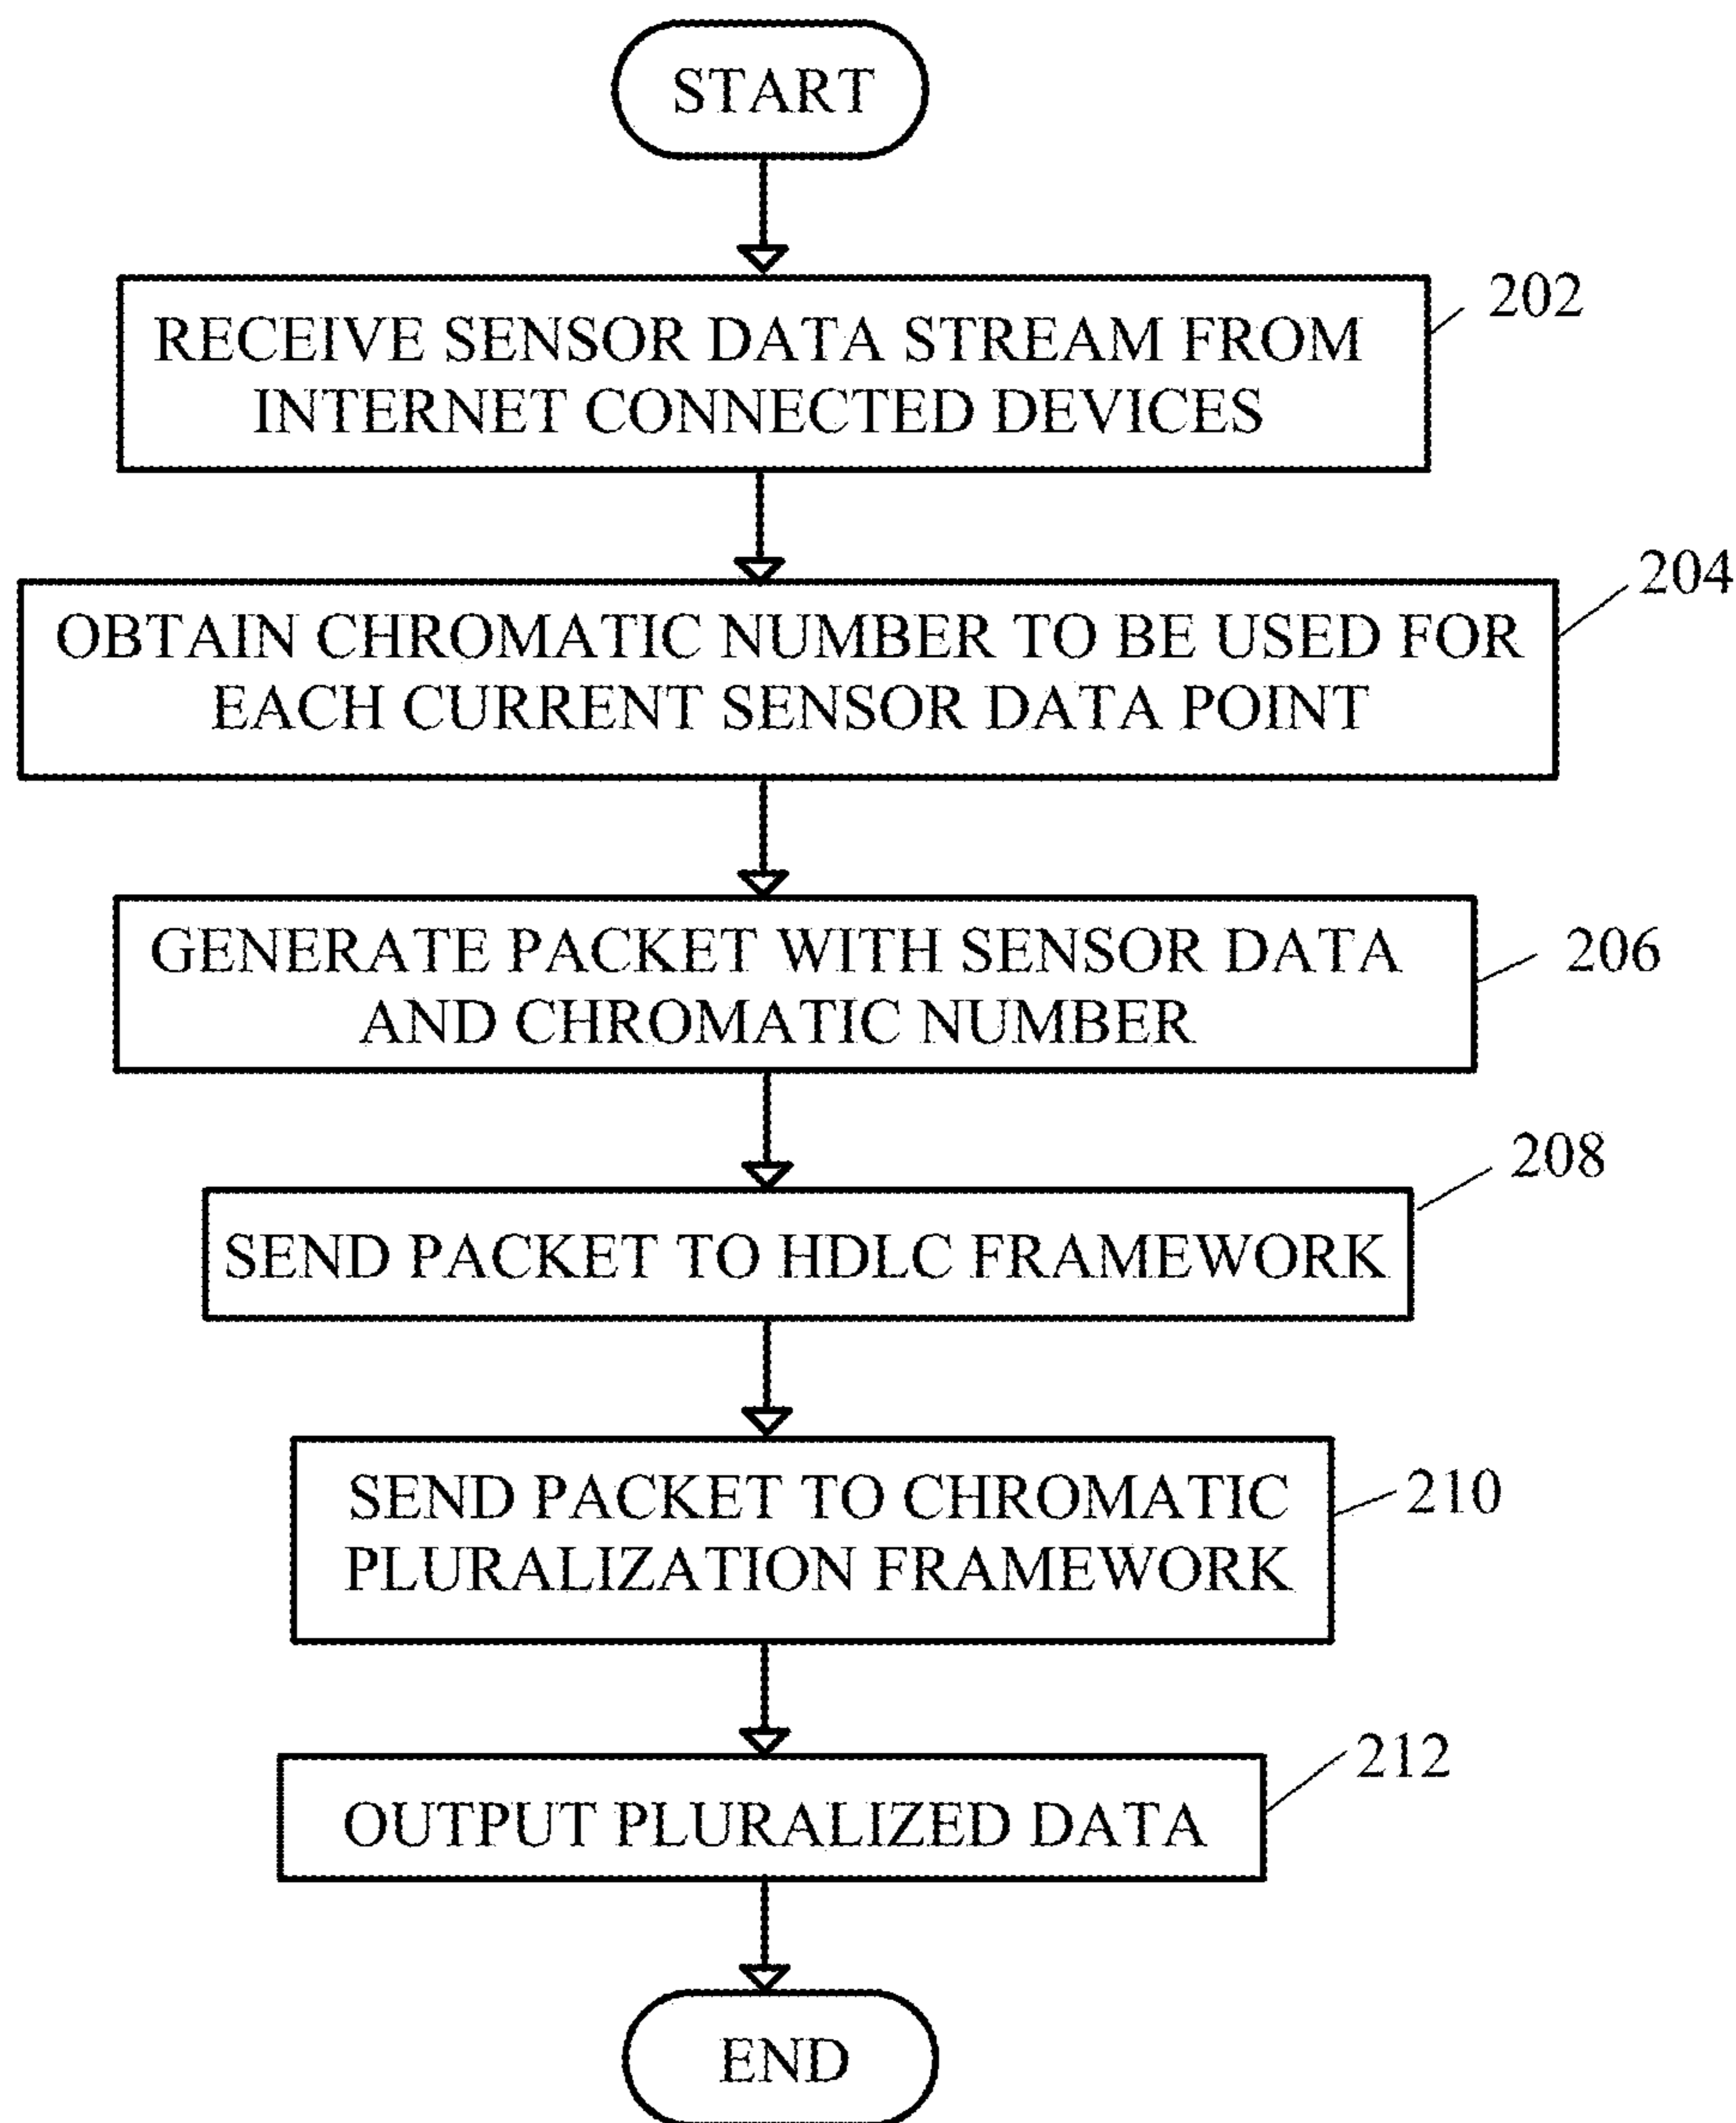 START
RECEIVE SENSOR DATA STREAM FROM
INTERNET CONNECTED DEVICES
202
OBTAIN CHROMATIC NUMBER TO BE USED FOR
EACH CURRENT SENSOR DATA POINT
204
GENERATE PACKET WITH SENSOR DATA
AND CHROMATIC NUMBER
206
SEND PACKET TO HDLC FRAMEWORK
208
SEND PACKET TO CHROMATIC
PLURALIZATION FRAMEWORK
210
OUTPUT PLURALIZED DATA
212
END